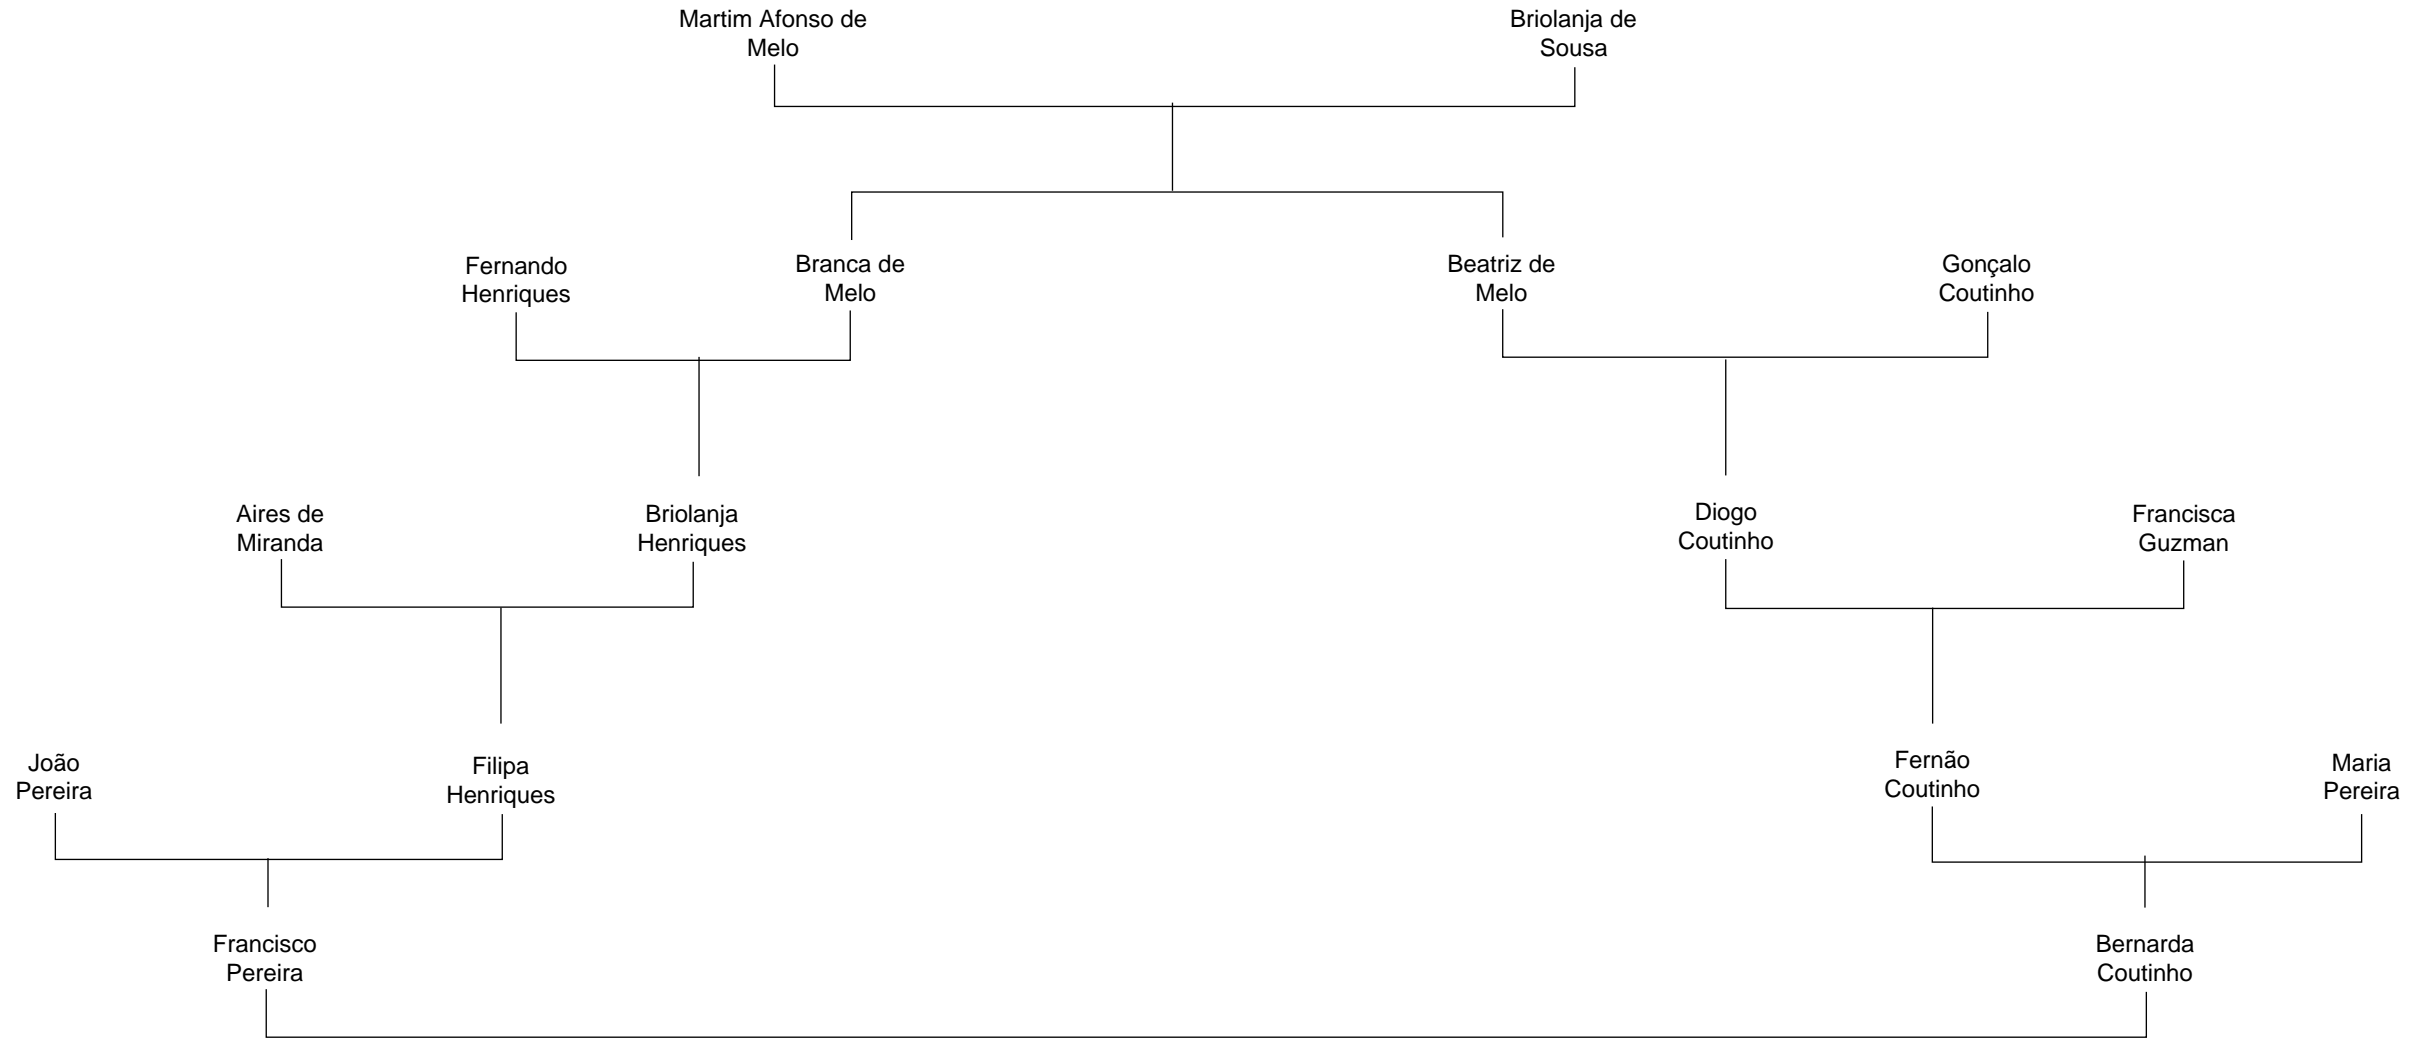 Martim Afonso de
Melo
Briolanja de
Sousa
Fernando
Henriques
Branca de
Melo
Beatriz de
Melo
Gonçalo
Coutinho
Aires de
Miranda
Briolanja
Henriques
Diogo
Coutinho
Francisca
Guzman
João
Pereira
Filipa
Henriques
Fernão
Coutinho
Maria
Pereira
Francisco
Pereira
Bernarda
Coutinho